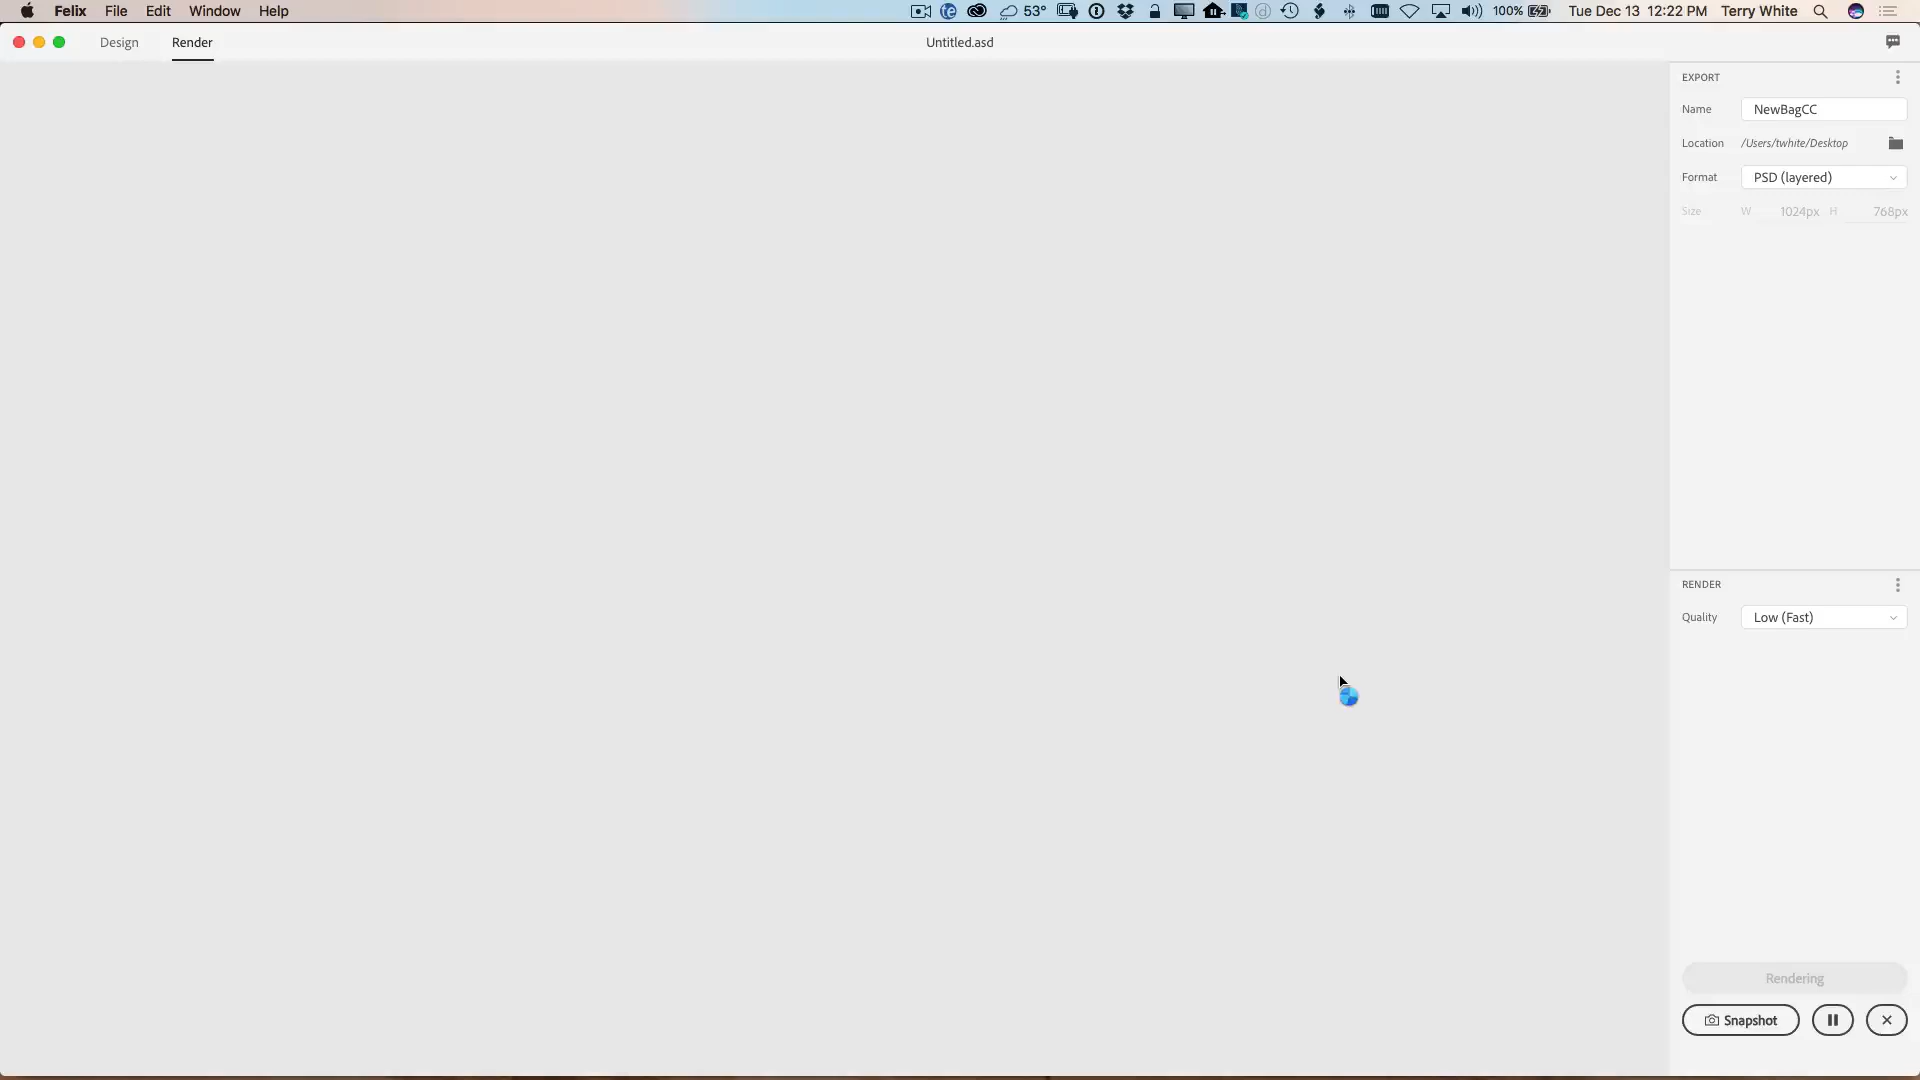 Felix File Edit Window Help 53° 100% Tue Dec 13 12:22 PM Terry White
Design Render Untitled.asd
EXPORT
Name NewBagCC
Location /Users/twhite/Desktop
Format PSD (layered)
Size W 1024px H 768px
RENDER
Quality Low (Fast)
Rendering
Snapshot